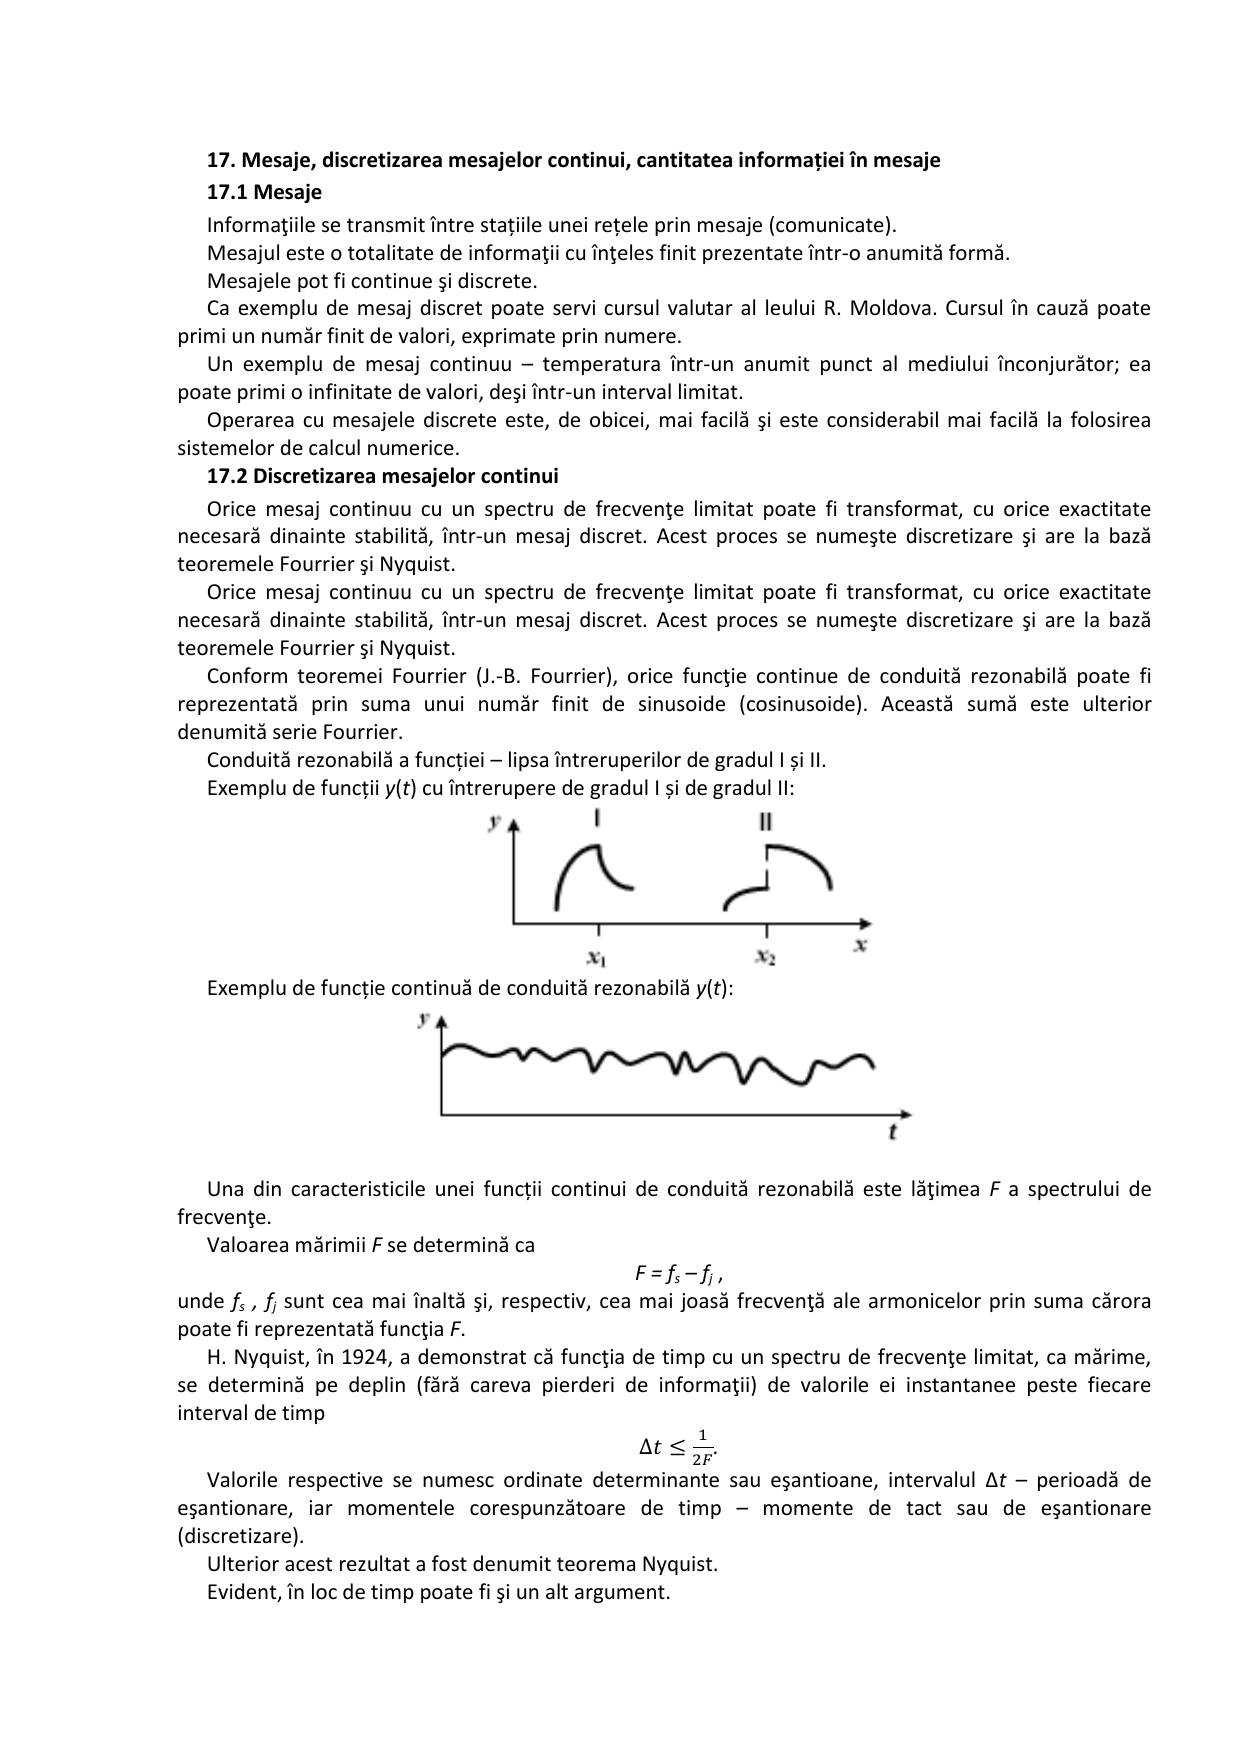 17. Mesaje, discretizarea mesajelor continui, cantitatea informației în mesaje
17.1 Mesaje
Informaţiile se transmit între stațiile unei rețele prin mesaje (comunicate).
Mesajul este o totalitate de informaţii cu înţeles finit prezentate într-o anumită formă.
Mesajele pot fi continue şi discrete.
Ca exemplu de mesaj discret poate servi cursul valutar al leului R. Moldova. Cursul în cauză poate
primi un număr finit de valori, exprimate prin numere.
Un exemplu de mesaj continuu – temperatura într-un anumit punct al mediului înconjurător; ea
poate primi o infinitate de valori, deşi într-un interval limitat.
Operarea cu mesajele discrete este, de obicei, mai facilă şi este considerabil mai facilă la folosirea
sistemelor de calcul numerice.
17.2 Discretizarea mesajelor continui
Orice mesaj continuu cu un spectru de frecvenţe limitat poate fi transformat, cu orice exactitate
necesară dinainte stabilită, într-un mesaj discret. Acest proces se numeşte discretizare şi are la bază
teoremele Fourrier şi Nyquist.
Orice mesaj continuu cu un spectru de frecvenţe limitat poate fi transformat, cu orice exactitate
necesară dinainte stabilită, într-un mesaj discret. Acest proces se numeşte discretizare şi are la bază
teoremele Fourrier şi Nyquist.
Conform teoremei Fourrier (J.-B. Fourrier), orice funcţie continue de conduită rezonabilă poate fi
reprezentată prin suma unui număr finit de sinusoide (cosinusoide). Această sumă este ulterior
denumită serie Fourrier.
Conduită rezonabilă a funcției – lipsa întreruperilor de gradul I și II.
Exemplu de funcții y(t) cu întrerupere de gradul I și de gradul II:
y I II
x
x₁ x₂
Exemplu de funcție continuă de conduită rezonabilă y(t):
y
t
Una din caracteristicile unei funcții continui de conduită rezonabilă este lăţimea F a spectrului de
frecvenţe.
Valoarea mărimii F se determină ca
F = fₛ – fⱼ ,
unde fₛ , fⱼ sunt cea mai înaltă şi, respectiv, cea mai joasă frecvenţă ale armonicelor prin suma cărora
poate fi reprezentată funcţia F.
H. Nyquist, în 1924, a demonstrat că funcţia de timp cu un spectru de frecvenţe limitat, ca mărime,
se determină pe deplin (fără careva pierderi de informaţii) de valorile ei instantanee peste fiecare
interval de timp
Δt ≤ 1/2F.
Valorile respective se numesc ordinate determinante sau eşantioane, intervalul Δt – perioadă de
eşantionare, iar momentele corespunzătoare de timp – momente de tact sau de eşantionare
(discretizare).
Ulterior acest rezultat a fost denumit teorema Nyquist.
Evident, în loc de timp poate fi şi un alt argument.